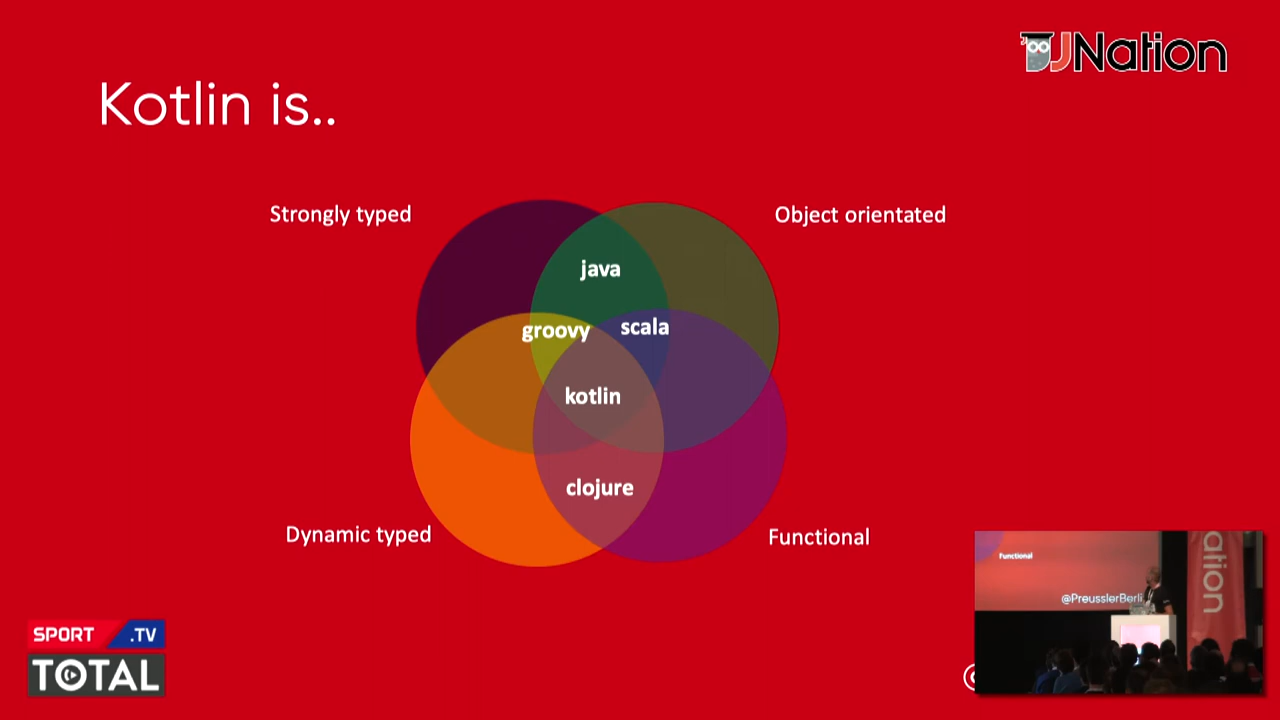 JNation
Kotlin is..
Strongly typed
Object orientated
java
groovy
scala
kotlin
clojure
Dynamic typed
Functional
Functional
@PreusslerBerli
ation
SPORT .TV
TOTAL